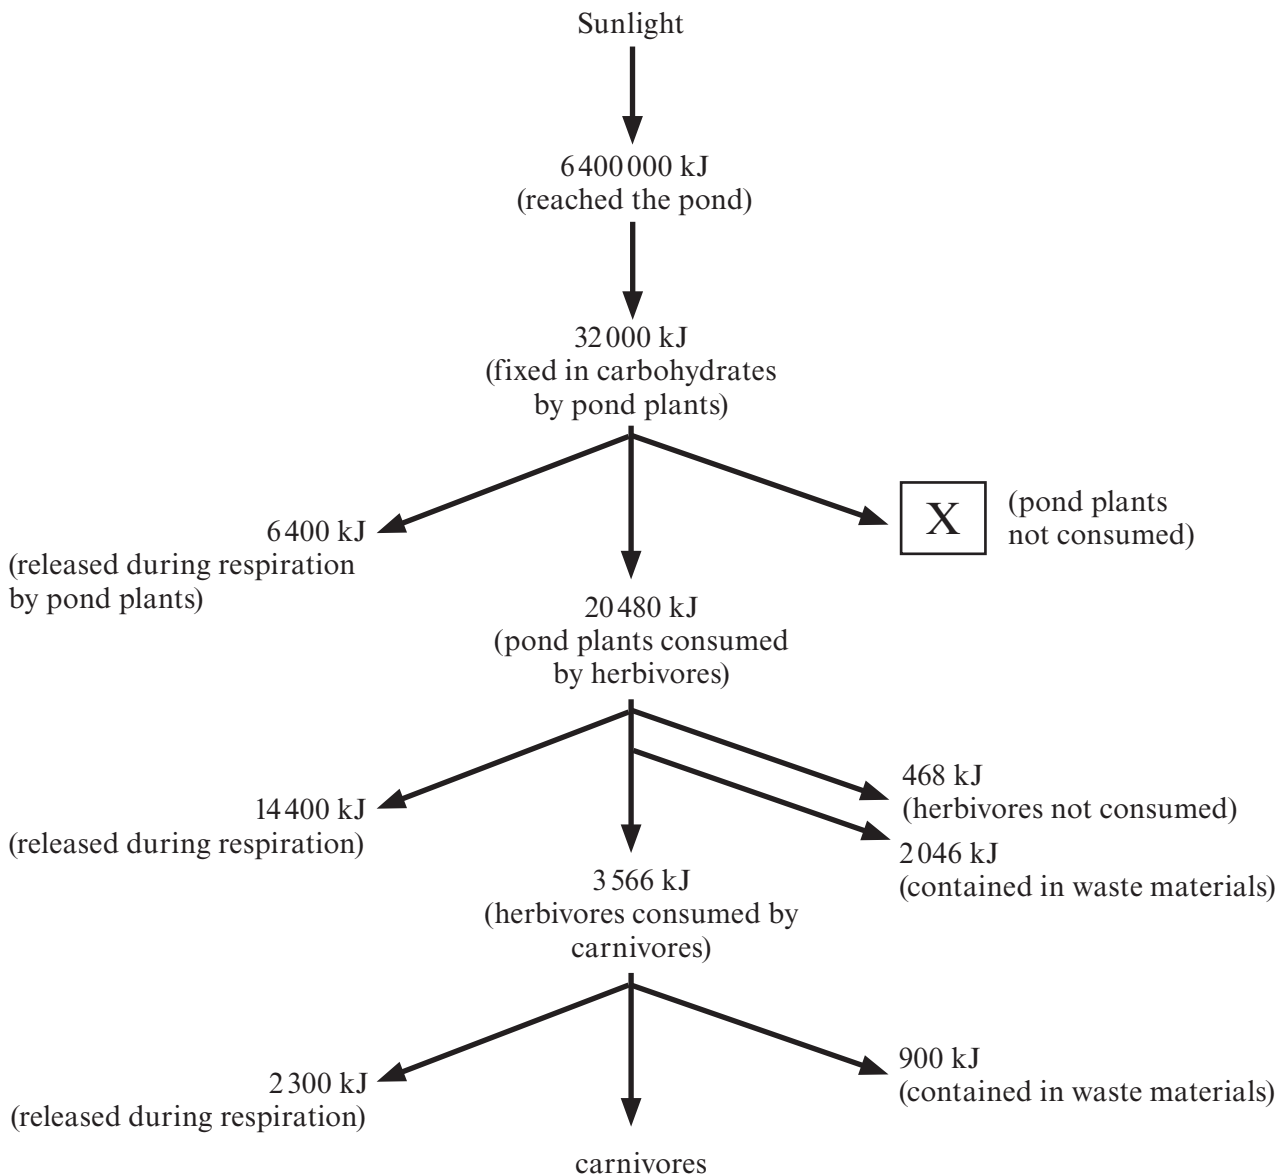 Sunlight
6 400 000 kJ
(reached the pond)
32 000 kJ
(fixed in carbohydrates
by pond plants)
6 400 kJ
(released during respiration
by pond plants)
X
(pond plants
not consumed)
20 480 kJ
(pond plants consumed
by herbivores)
14 400 kJ
(released during respiration)
468 kJ
(herbivores not consumed)
2 046 kJ
(contained in waste materials)
3 566 kJ
(herbivores consumed by
carnivores)
2 300 kJ
(released during respiration)
900 kJ
(contained in waste materials)
carnivores